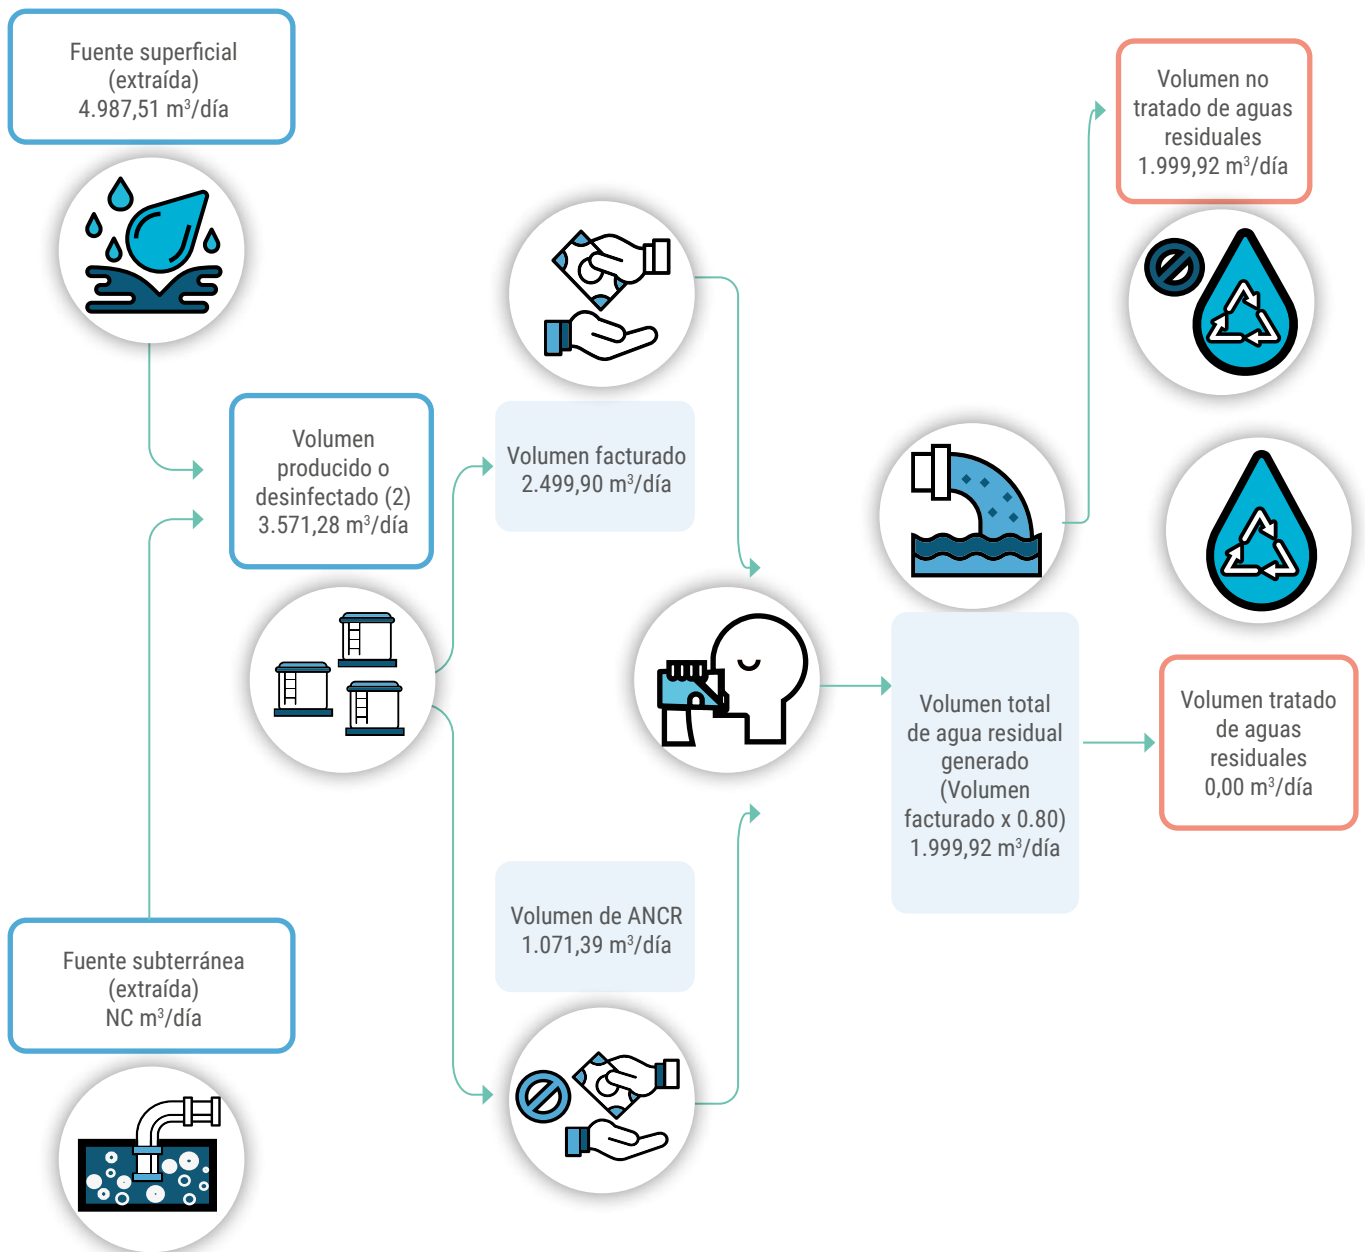 Fuente superficial
(extraída)
4.987,51 m³/día
Fuente subterránea
(extraída)
NC m³/día
Volumen
producido o
desinfectado (2)
3.571,28 m³/día
Volumen facturado
2.499,90 m³/día
Volumen de ANCR
1.071,39 m³/día
Volumen total
de agua residual
generado
(Volumen
facturado x 0.80)
1.999,92 m³/día
Volumen no
tratado de aguas
residuales
1.999,92 m³/día
Volumen tratado
de aguas
residuales
0,00 m³/día